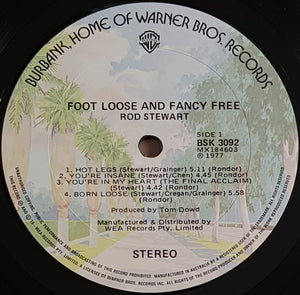 BURBANK, HOME OF WARNER BROS. RECORDS
FOOT LOOSE AND FANCY FREE
ROD STEWART
SIDE 1
BSK 3092
MX184603
℗ 1977
1. HOT LEGS (Stewart/Grainger) 5.11 (Rondor)
2. YOU'RE INSANE (Stewart/Chen) 4.45 (Rondor)
3. YOU'RE IN MY HEART (THE FINAL ACCLAIM)
(Stewart) 4.42 (Rondor)
4. BORN LOOSE (Stewart/Cregan/Grainger) 5.58
(Rondor)
Produced by Tom Dowd
Manufactured & Distributed by
WEA Records Pty. Limited
STEREO